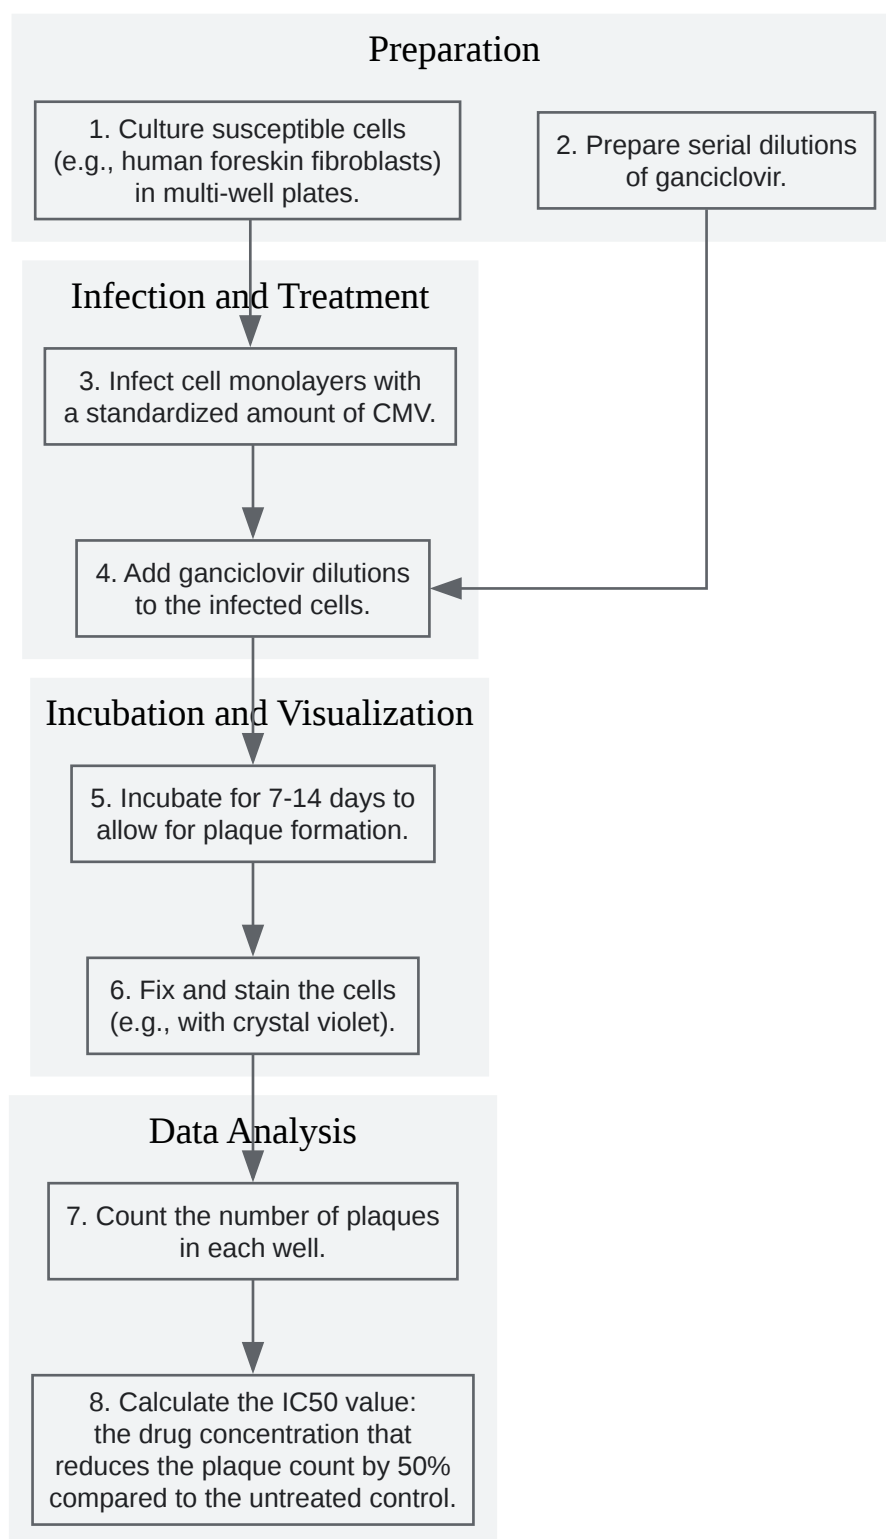 Preparation
1. Culture susceptible cells
(e.g., human foreskin fibroblasts)
in multi-well plates.
2. Prepare serial dilutions
of ganciclovir.
Infection and Treatment
3. Infect cell monolayers with
a standardized amount of CMV.
4. Add ganciclovir dilutions
to the infected cells.
Incubation and Visualization
5. Incubate for 7-14 days to
allow for plaque formation.
6. Fix and stain the cells
(e.g., with crystal violet).
Data Analysis
7. Count the number of plaques
in each well.
8. Calculate the IC50 value:
the drug concentration that
reduces the plaque count by 50%
compared to the untreated control.